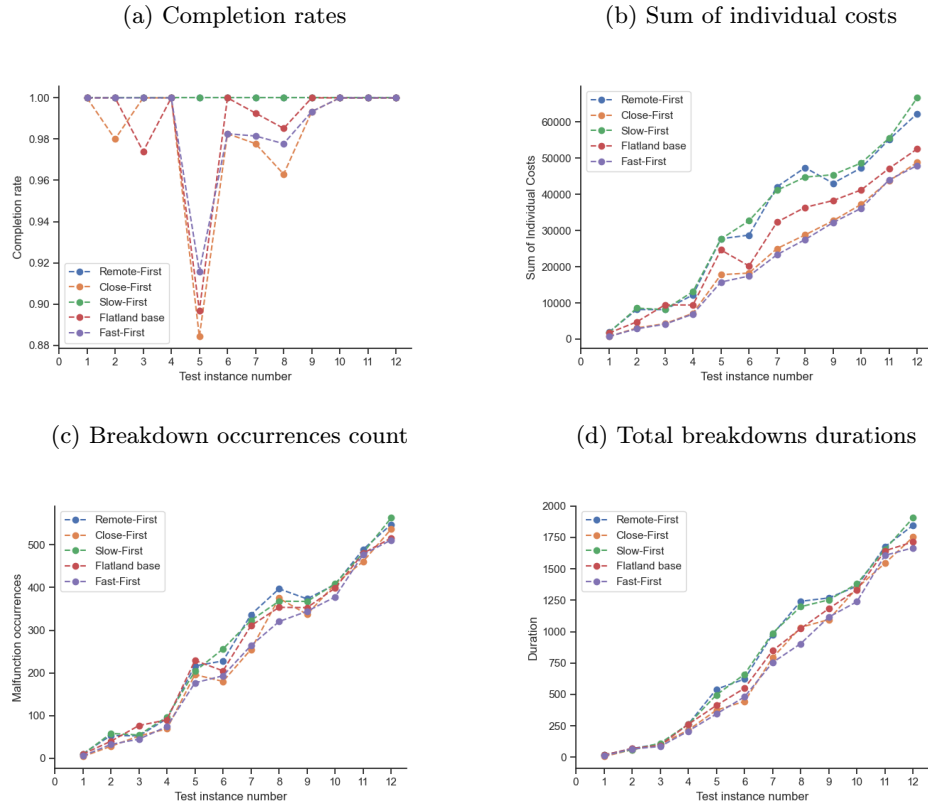 (a) Completion rates
1.00
0.98
0.96
0.94
0.92
0.90
0.88
Completion rate
Remote-First
Close-First
Slow-First
Flatland base
Fast-First
0 1 2 3 4 5 6 7 8 9 10 11 12
Test instance number
(b) Sum of individual costs
60000
50000
40000
30000
20000
10000
0
Sum of Individual Costs
Remote-First
Close-First
Slow-First
Flatland base
Fast-First
0 1 2 3 4 5 6 7 8 9 10 11 12
Test instance number
(c) Breakdown occurrences count
500
400
300
200
100
0
Malfunction occurrences
Remote-First
Close-First
Slow-First
Flatland base
Fast-First
0 1 2 3 4 5 6 7 8 9 10 11 12
Test instance number
(d) Total breakdowns durations
2000
1750
1500
1250
1000
750
500
250
0
Duration
Remote-First
Close-First
Slow-First
Flatland base
Fast-First
0 1 2 3 4 5 6 7 8 9 10 11 12
Test instance number